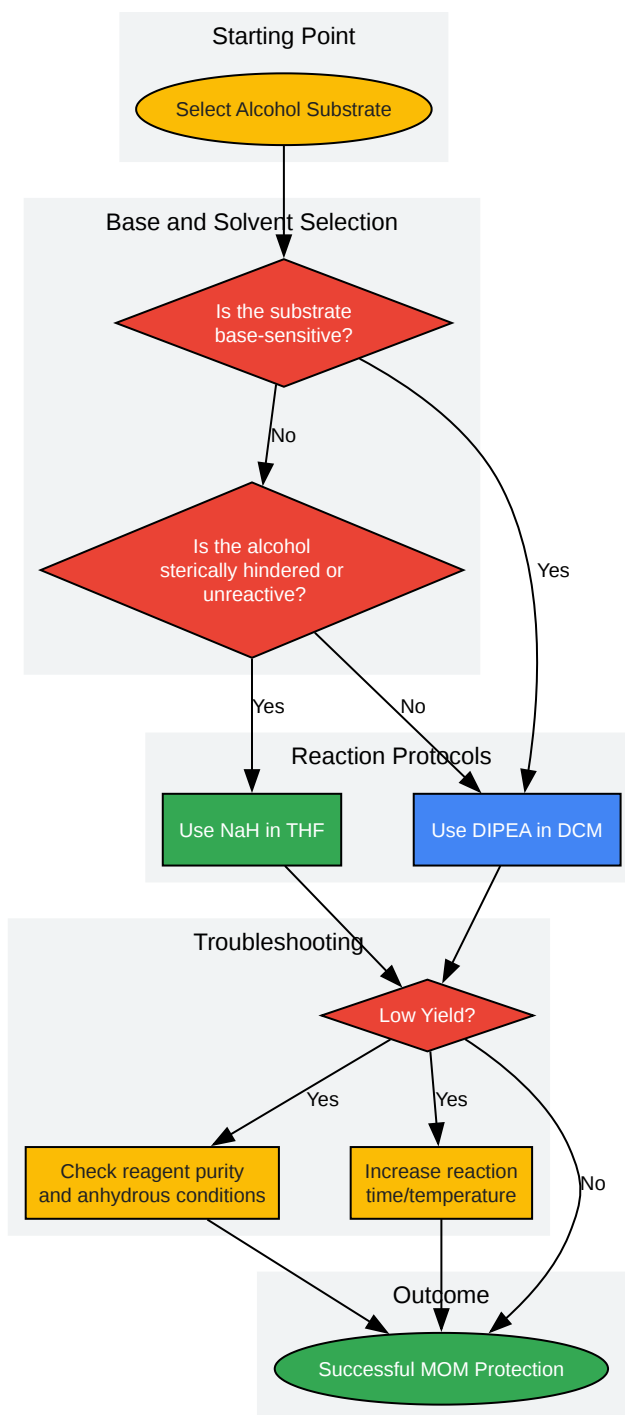 Starting Point
Select Alcohol Substrate
Base and Solvent Selection
Is the substrate
base-sensitive?
No
Yes
Is the alcohol
sterically hindered or
unreactive?
Yes
No
Reaction Protocols
Use NaH in THF
Use DIPEA in DCM
Troubleshooting
Low Yield?
Yes
Yes
No
Check reagent purity
and anhydrous conditions
Increase reaction
time/temperature
Outcome
Successful MOM Protection